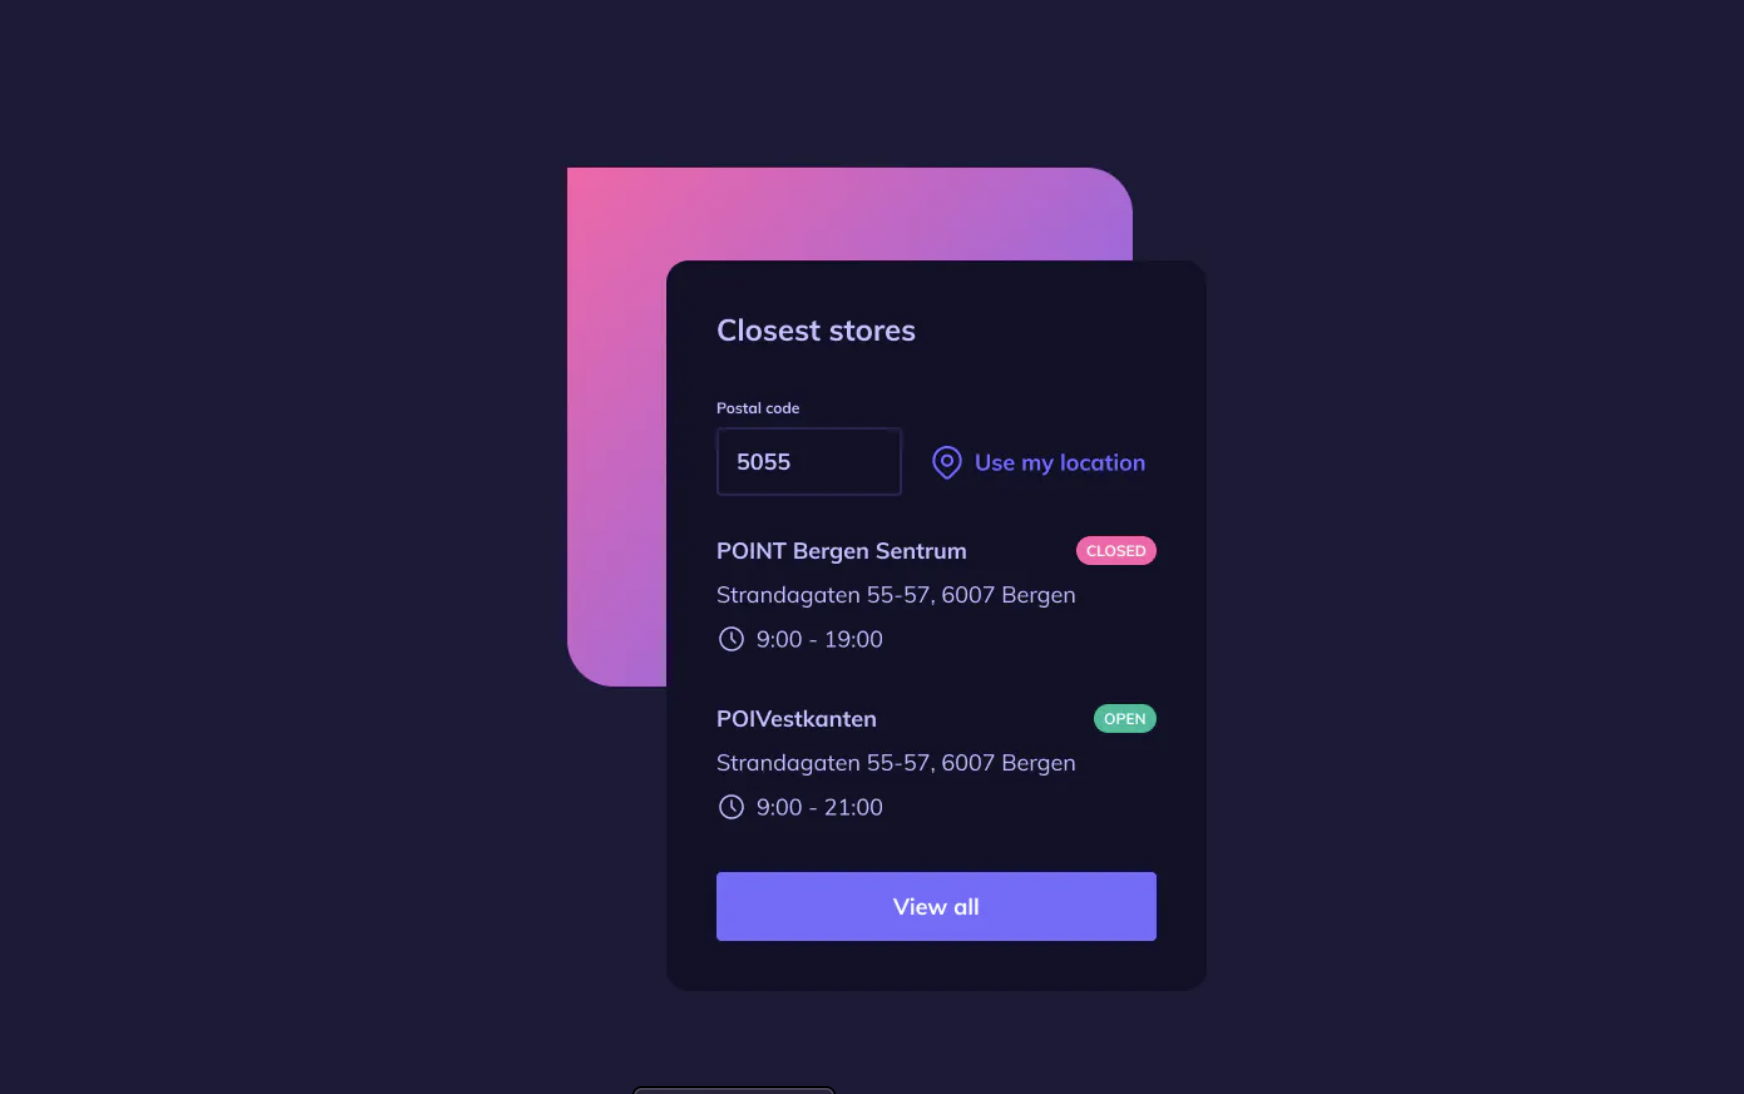 Closest stores
Postal code
5055
Use my location
POINT Bergen Sentrum
CLOSED
Strandagaten 55-57, 6007 Bergen
9:00 - 19:00
POIVestkanten
OPEN
Strandagaten 55-57, 6007 Bergen
9:00 - 21:00
View all